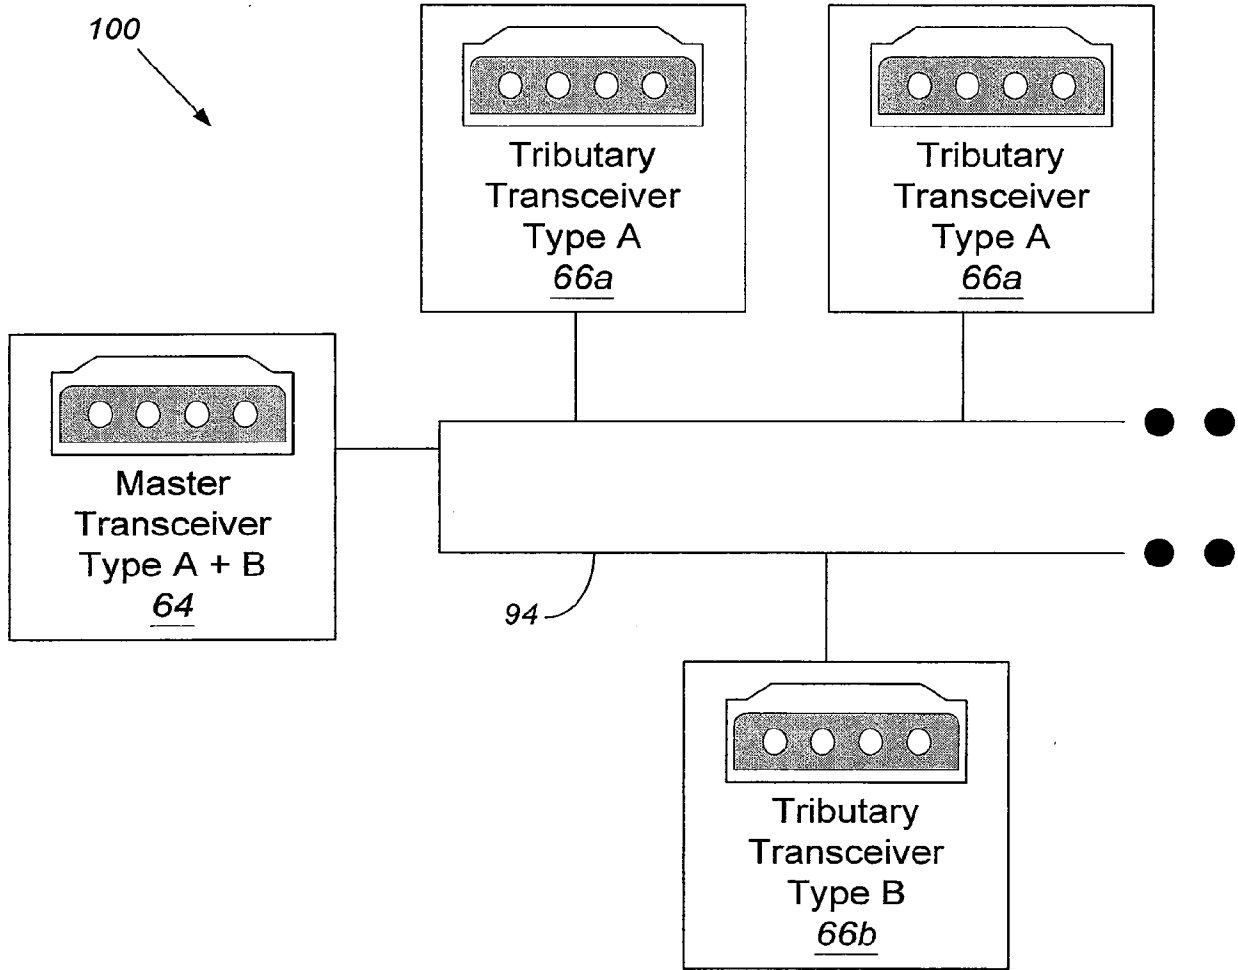 100
Tributary
Transceiver
Type A
66a
Tributary
Transceiver
Type A
66a
Master
Transceiver
Type A + B
64
94
Tributary
Transceiver
Type B
66b